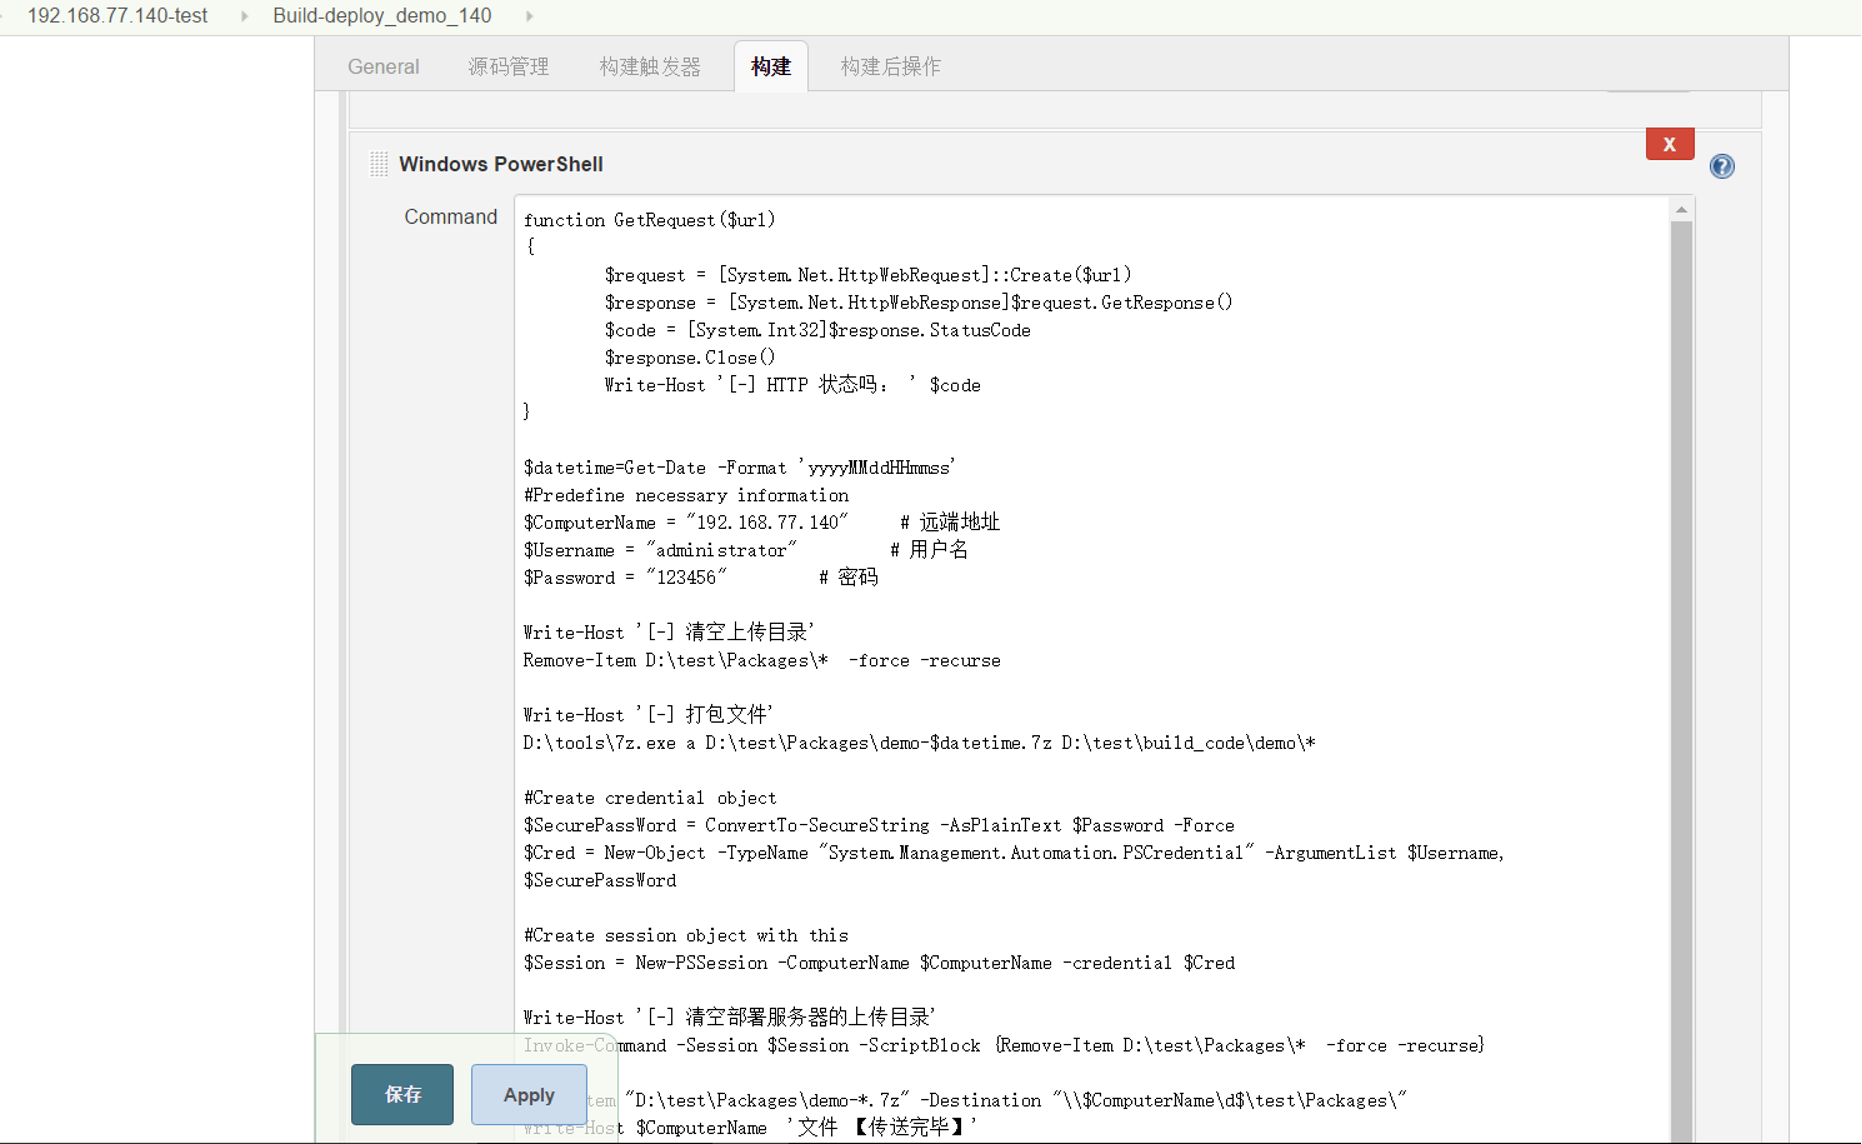 192.168.77.140-test Build-deploy_demo_140
General 源码管理 构建触发器 构建 构建后操作
X
Windows PowerShell
Command
function GetRequest($url)
{
$request = [System.Net.HttpWebRequest]::Create($url)
$response = [System.Net.HttpWebResponse]$request.GetResponse()
$code = [System.Int32]$response.StatusCode
$response.Close()
Write-Host '[-] HTTP 状态吗： ' $code
}
$datetime=Get-Date -Format 'yyyyMMddHHmmss'
#Predefine necessary information
$ComputerName = "192.168.77.140" # 远端地址
$Username = "administrator" # 用户名
$Password = "123456" # 密码
Write-Host '[-] 清空上传目录'
Remove-Item D:\test\Packages\* -force -recurse
Write-Host '[-] 打包文件'
D:\tools\7z.exe a D:\test\Packages\demo-$datetime.7z D:\test\build_code\demo\*
#Create credential object
$SecurePassWord = ConvertTo-SecureString -AsPlainText $Password -Force
$Cred = New-Object -TypeName "System.Management.Automation.PSCredential" -ArgumentList $Username,
$SecurePassWord
#Create session object with this
$Session = New-PSSession -ComputerName $ComputerName -credential $Cred
Write-Host '[-] 清空部署服务器的上传目录'
Invoke-Command -Session $Session -ScriptBlock {Remove-Item D:\test\Packages\* -force -recurse}
tem "D:\test\Packages\demo-*.7z" -Destination "\\$ComputerName\d$\test\Packages\"
Write-Host $ComputerName '文件 【传送完毕】'
保存 Apply